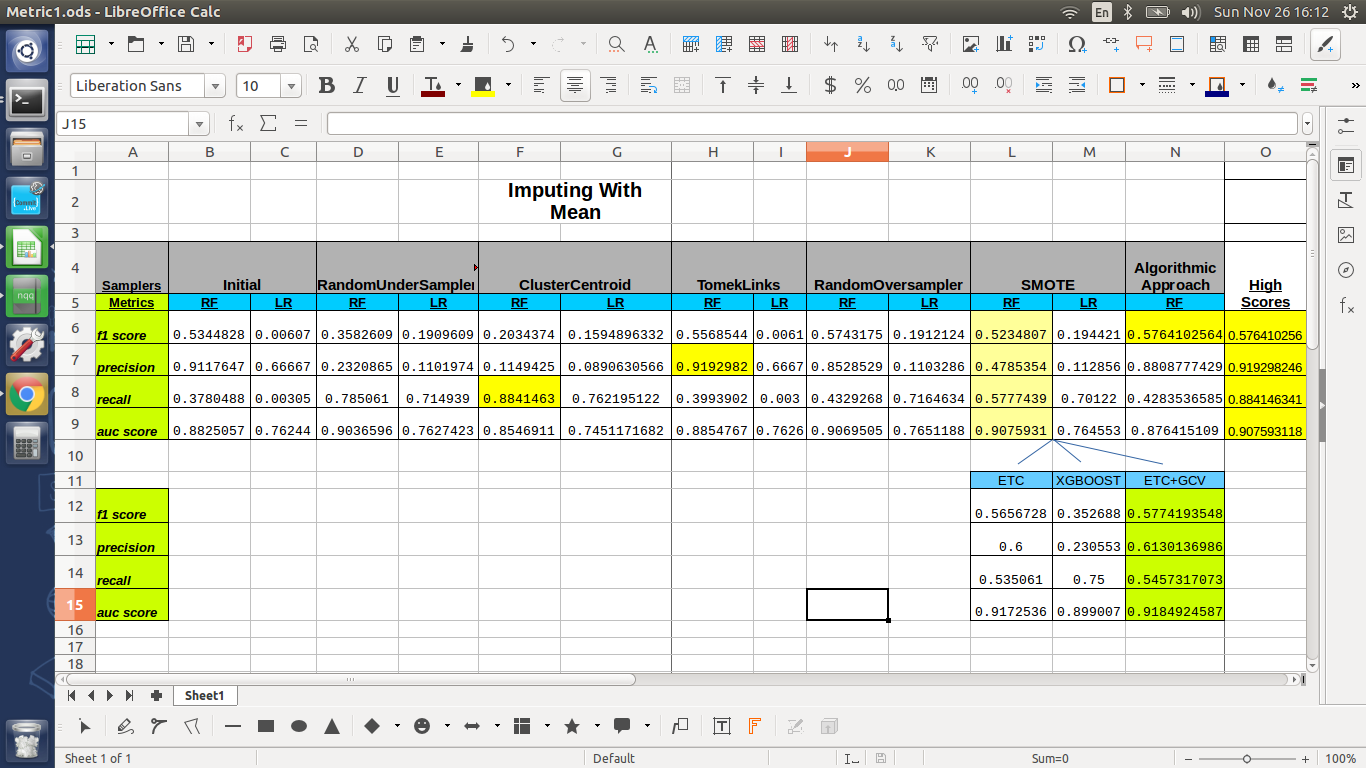 Metric1.ods - LibreOffice Calc
En
Sun Nov 26 16:12
Liberation Sans
10
B I U
$ % 0.0
J15
A B C D E F G H I J K L M N O
1
2 Imputing With
Mean
3
4 Samplers Initial RandomUnderSampler ClusterCentroid TomekLinks RandomOversampler SMOTE Algorithmic Approach High
5 Metrics RF LR RF LR RF LR RF LR RF LR RF LR RF Scores
6 f1 score 0.5344828 0.00607 0.3582609 0.1909609 0.2034374 0.1594896332 0.5568544 0.0061 0.5743175 0.1912124 0.5234807 0.194421 0.5764102564 0.576410256
7 precision 0.9117647 0.66667 0.2320865 0.1101974 0.1149425 0.0890630566 0.9192982 0.6667 0.8528529 0.1103286 0.4785354 0.112856 0.8808777429 0.919298246
8 recall 0.3780488 0.00305 0.785061 0.714939 0.8841463 0.762195122 0.3993902 0.003 0.4329268 0.7164634 0.5777439 0.70122 0.4283536585 0.884146341
9 auc score 0.8825057 0.76244 0.9036596 0.7627423 0.8546911 0.7451171682 0.8854767 0.7626 0.9069505 0.7651188 0.9075931 0.764553 0.876415109 0.907593118
10
11 ETC XGBOOST ETC+GCV
12 f1 score 0.5656728 0.352688 0.5774193548
13 precision 0.6 0.230553 0.6130136986
14 recall 0.535061 0.75 0.5457317073
15 auc score 0.9172536 0.899007 0.9184924587
16
17
18
Sheet1
Sheet 1 of 1
Default
Sum=0
100%